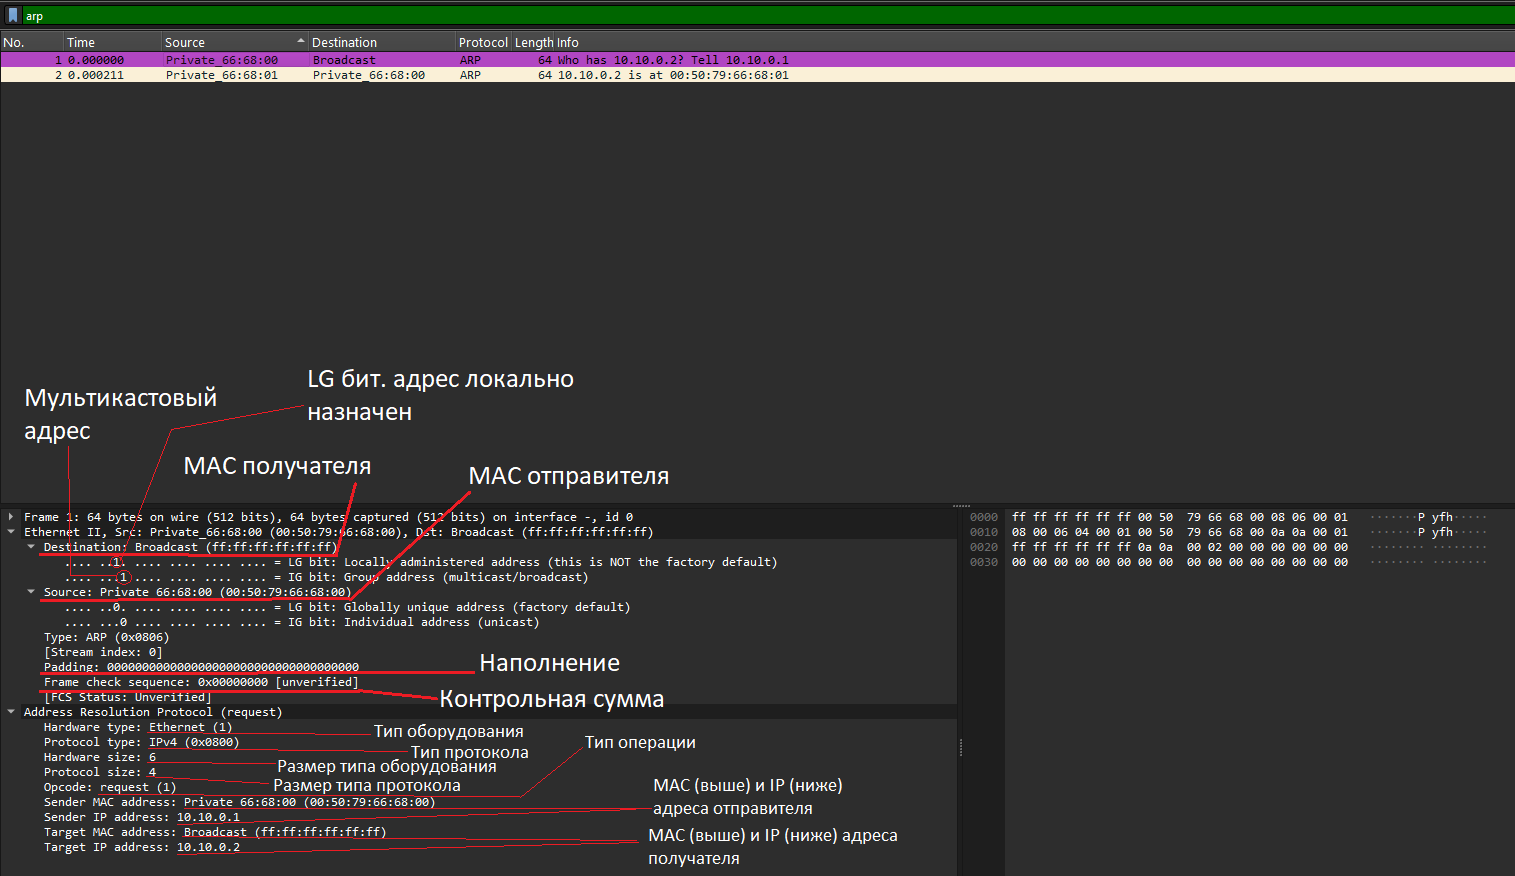 arp
No. Time Source Destination Protocol Length Info
1 0.000000 Private_66:68:00 Broadcast ARP 64 Who has 10.10.0.2? Tell 10.10.0.1
2 0.000211 Private_66:68:01 Private_66:68:00 ARP 64 10.10.0.2 is at 00:50:79:66:68:01
LG бит. адрес локально
назначен
Мультикастовый
адрес
MAC получателя
MAC отправителя
Frame 1: 64 bytes on wire (512 bits), 64 bytes captured (512 bits) on interface -, id 0
Ethernet II, Src: Private_66:68:00 (00:50:79:66:68:00), Dst: Broadcast (ff:ff:ff:ff:ff:ff)
Destination: Broadcast (ff:ff:ff:ff:ff:ff)
.... ..1. .... .... .... .... = LG bit: Locally administered address (this is NOT the factory default)
.... ...1 .... .... .... .... = IG bit: Group address (multicast/broadcast)
Source: Private_66:68:00 (00:50:79:66:68:00)
.... ..0. .... .... .... .... = LG bit: Globally unique address (factory default)
.... ...0 .... .... .... .... = IG bit: Individual address (unicast)
Type: ARP (0x0806)
[Stream index: 0]
Padding: 000000000000000000000000000000000000
Наполнение
Frame check sequence: 0x00000000 [unverified]
Контрольная сумма
[FCS Status: Unverified]
Address Resolution Protocol (request)
Hardware type: Ethernet (1)
Тип оборудования
Protocol type: IPv4 (0x0800)
Тип протокола
Hardware size: 6
Размер типа оборудования
Protocol size: 4
Размер типа протокола
Opcode: request (1)
Тип операции
Sender MAC address: Private_66:68:00 (00:50:79:66:68:00)
Sender IP address: 10.10.0.1
MAC (выше) и IP (ниже)
адреса отправителя
Target MAC address: Broadcast (ff:ff:ff:ff:ff:ff)
Target IP address: 10.10.0.2
MAC (выше) и IP (ниже) адреса
получателя
0000 ff ff ff ff ff ff 00 50 79 66 68 00 08 06 00 01 ·······P yfh·····
0010 08 00 06 04 00 01 00 50 79 66 68 00 0a 0a 00 01 ·······P yfh·····
0020 ff ff ff ff ff ff 0a 0a 00 02 00 00 00 00 00 00 ········ ········
0030 00 00 00 00 00 00 00 00 00 00 00 00 00 00 00 00 ········ ········